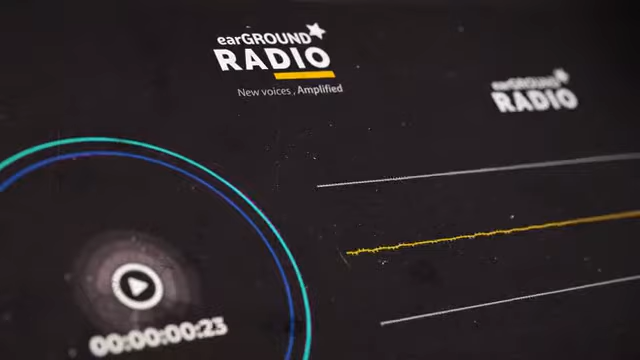 earGROUND
RADIO
New voices, Amplified
earGROUND
RADIO
00:00:00:23